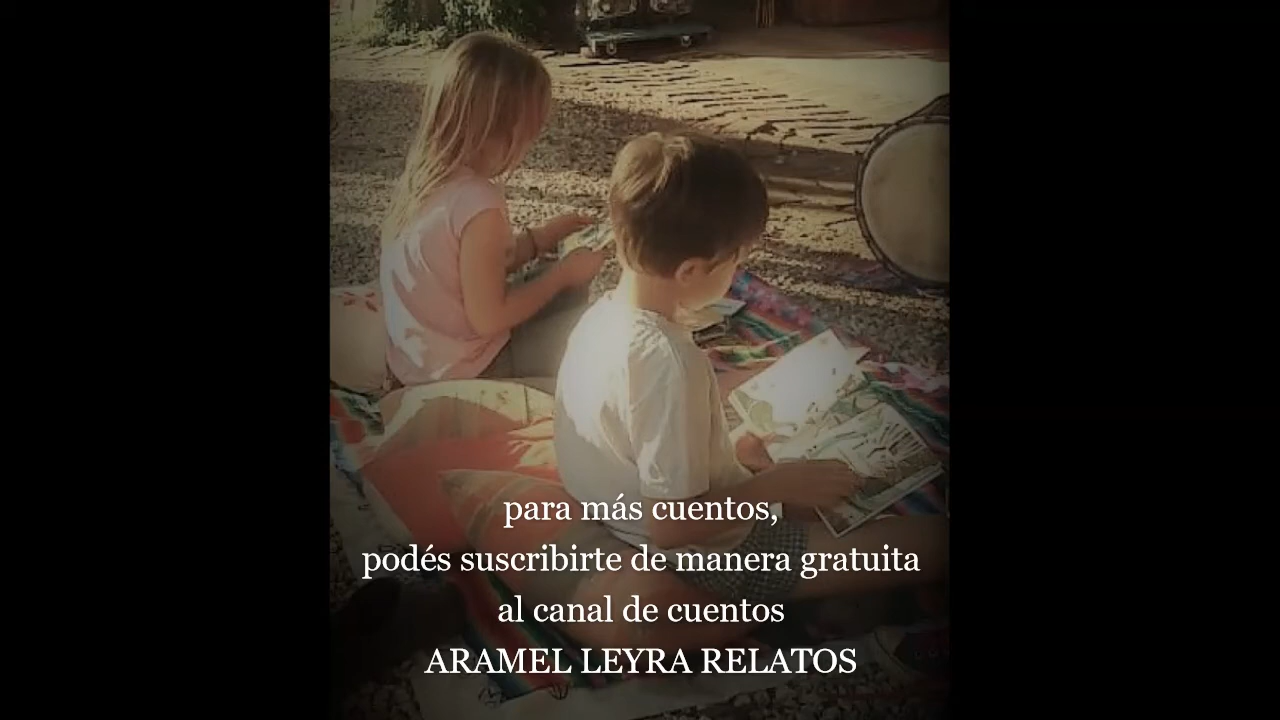 para más cuentos,
podés suscribirte de manera gratuita
al canal de cuentos
ARAMEL LEYRA RELATOS